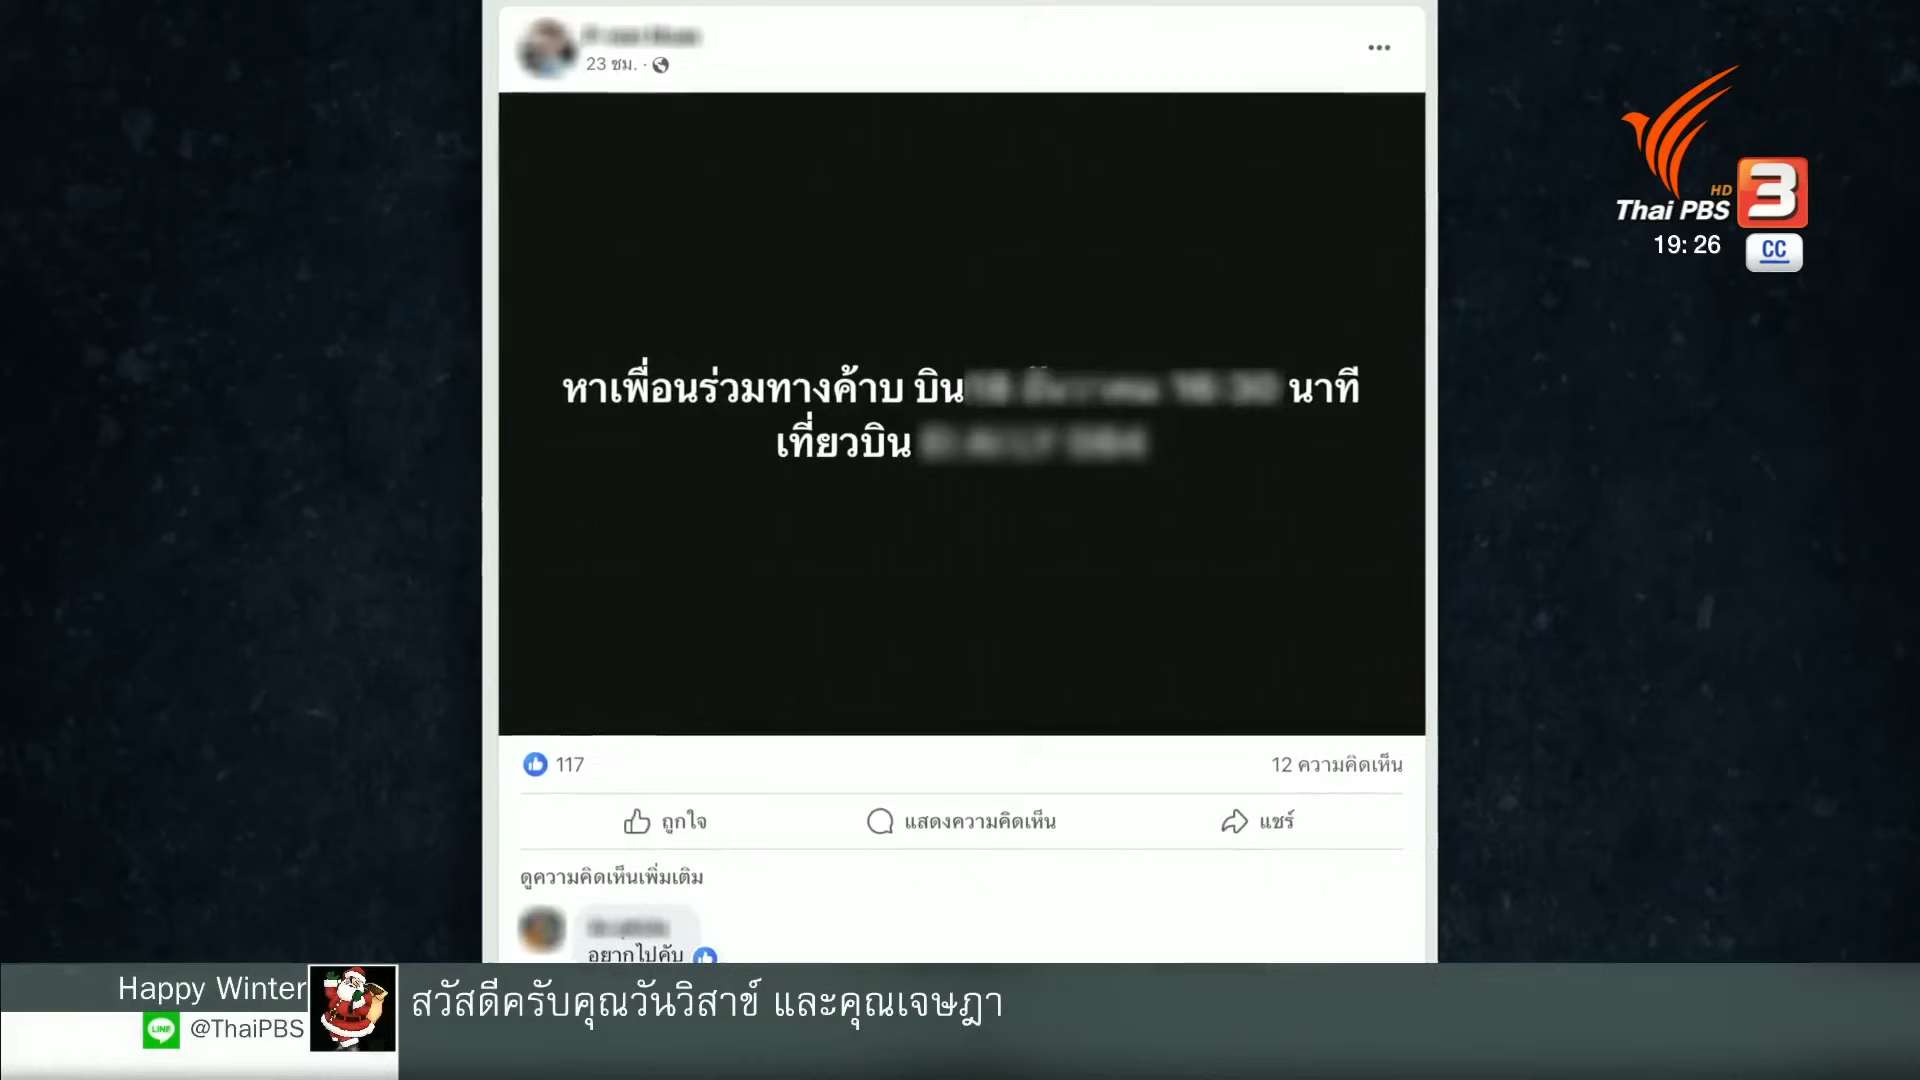 23 ชม. ·
หาเพื่อนร่วมทางค้าบ บิน นาที
เที่ยวบิน
117
12 ความคิดเห็น
ถูกใจ
แสดงความคิดเห็น
แชร์
ดูความคิดเห็นเพิ่มเติม
อยากไปคับ
HD
Thai PBS 3
19:26
CC
Happy Winter
LINE @ThaiPBS
สวัสดีครับคุณวันวิสาข์ และคุณเจษฎา